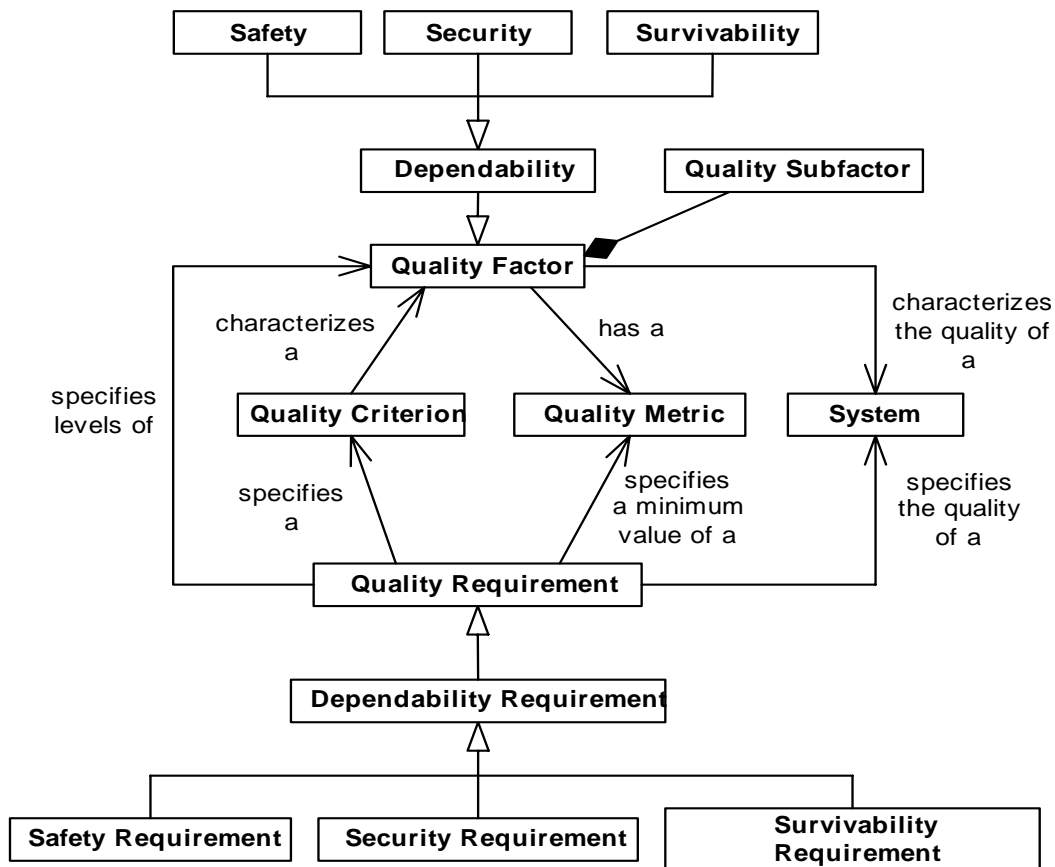 Safety
Security
Survivability
Dependability
Quality Subfactor
Quality Factor
characterizes
a
has a
characterizes
the quality of
a
specifies
levels of
Quality Criterion
Quality Metric
System
specifies
a
specifies
a minimum
value of a
specifies
the quality
of a
Quality Requirement
Dependability Requirement
Safety Requirement
Security Requirement
Survivability
Requirement